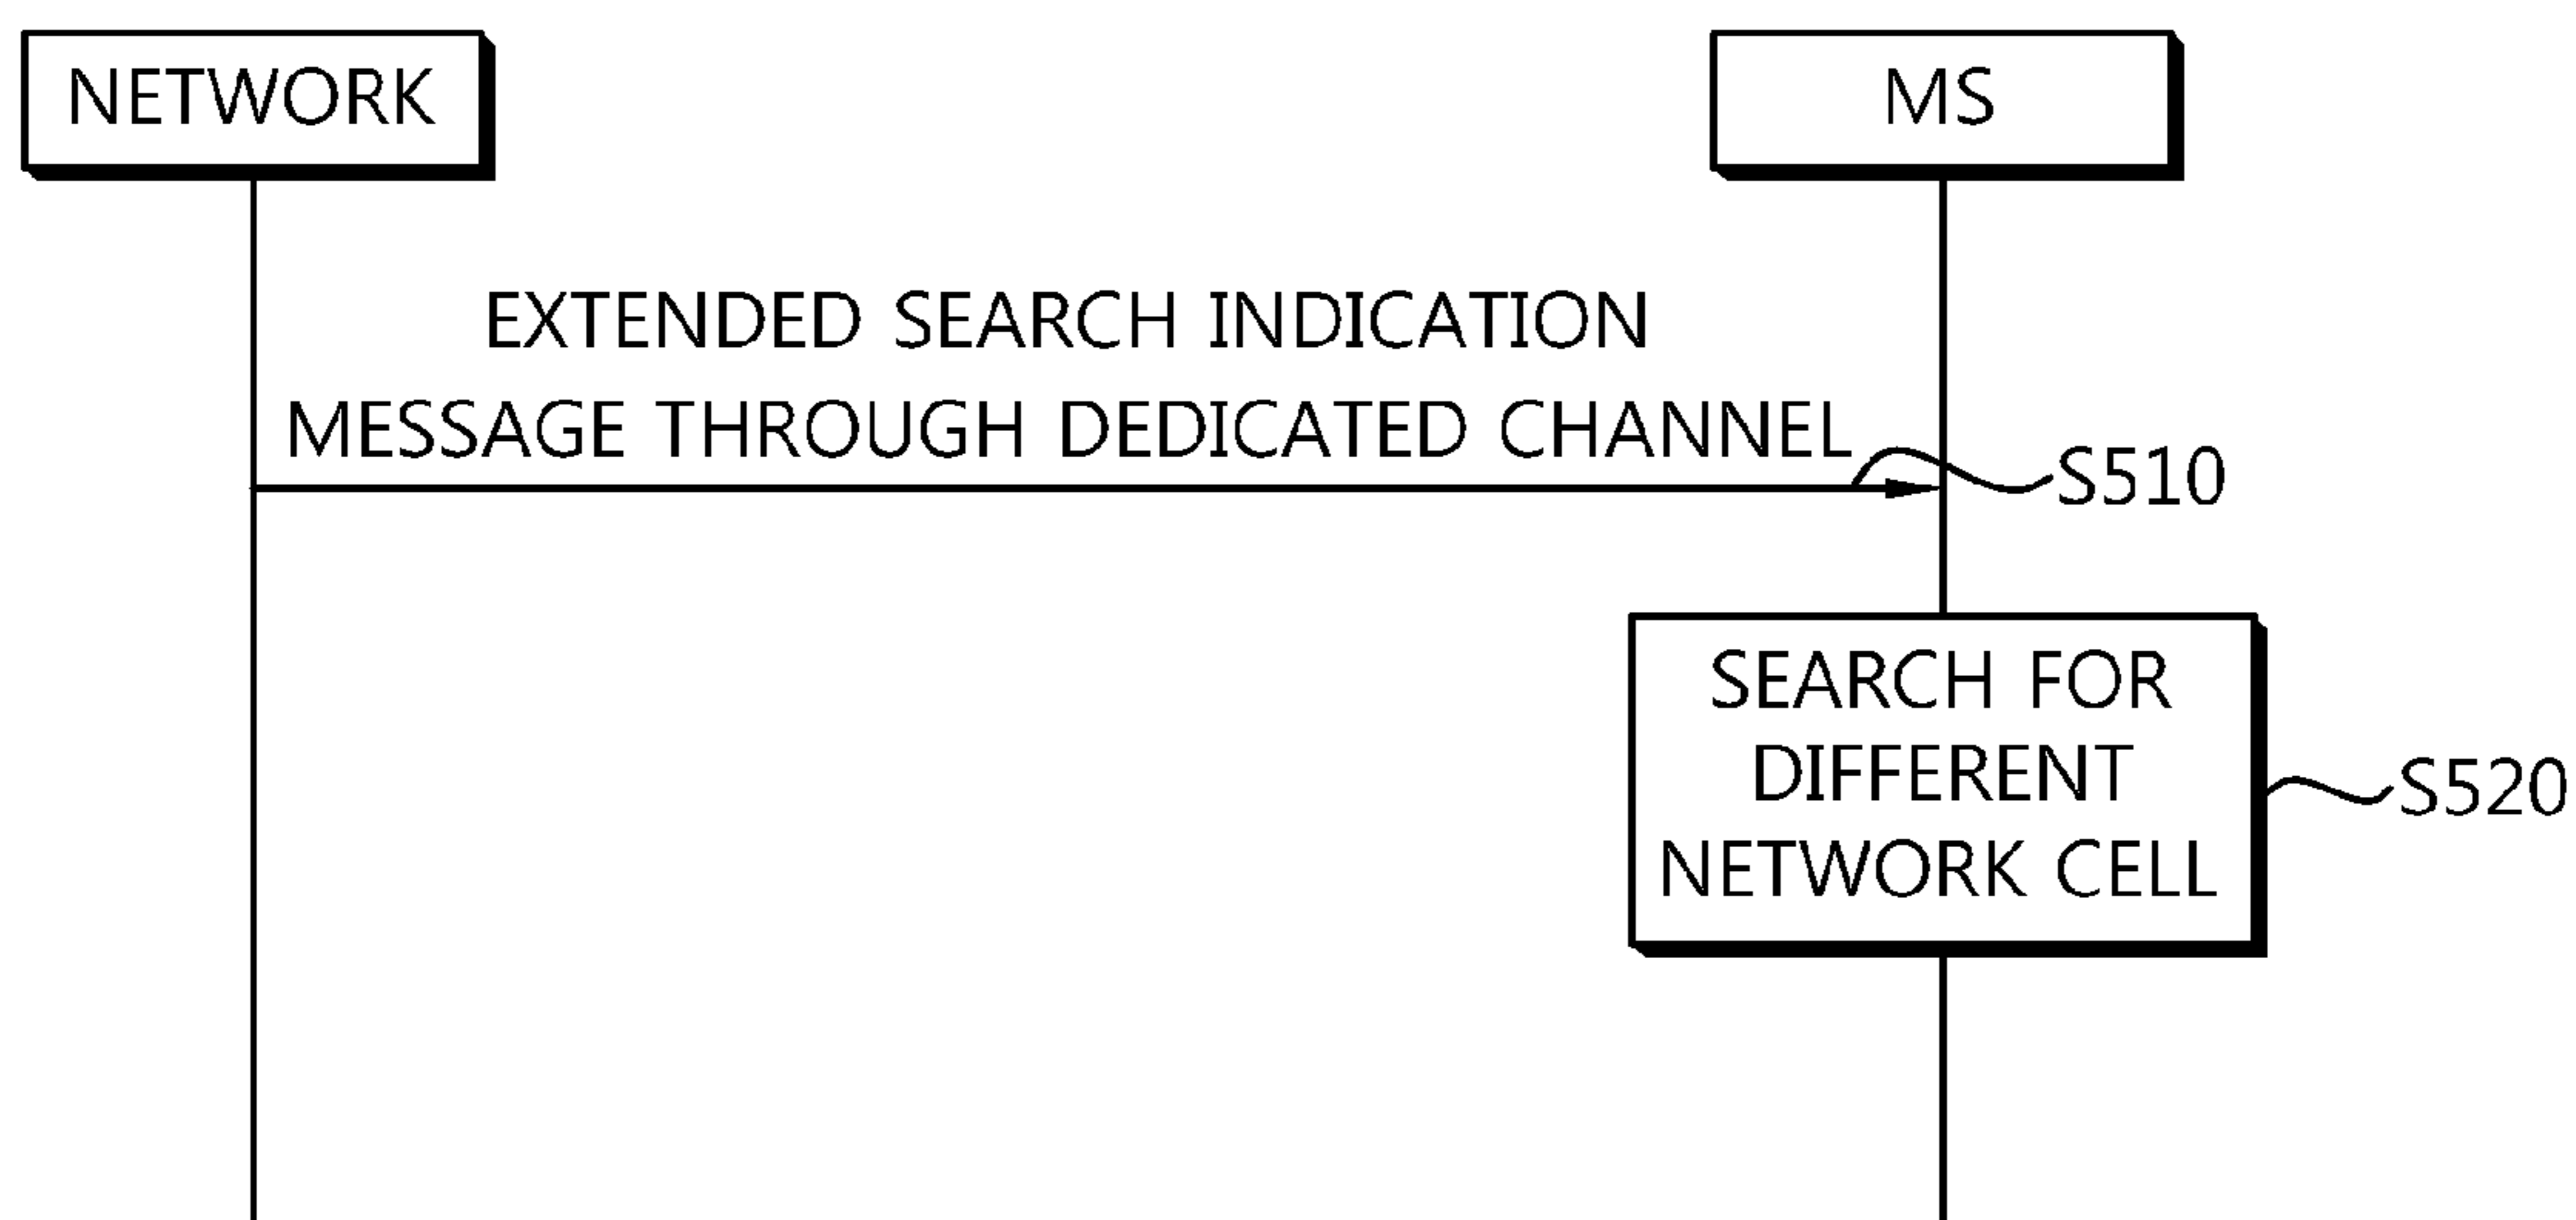 NETWORK
MS
EXTENDED SEARCH INDICATION
MESSAGE THROUGH DEDICATED CHANNEL
S510
SEARCH FOR
DIFFERENT
NETWORK CELL
S520